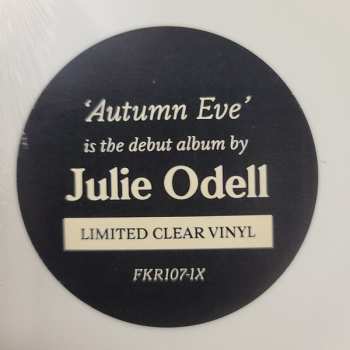 ‘Autumn Eve’
is the debut album by
Julie Odell
LIMITED CLEAR VINYL
FKR107-1X